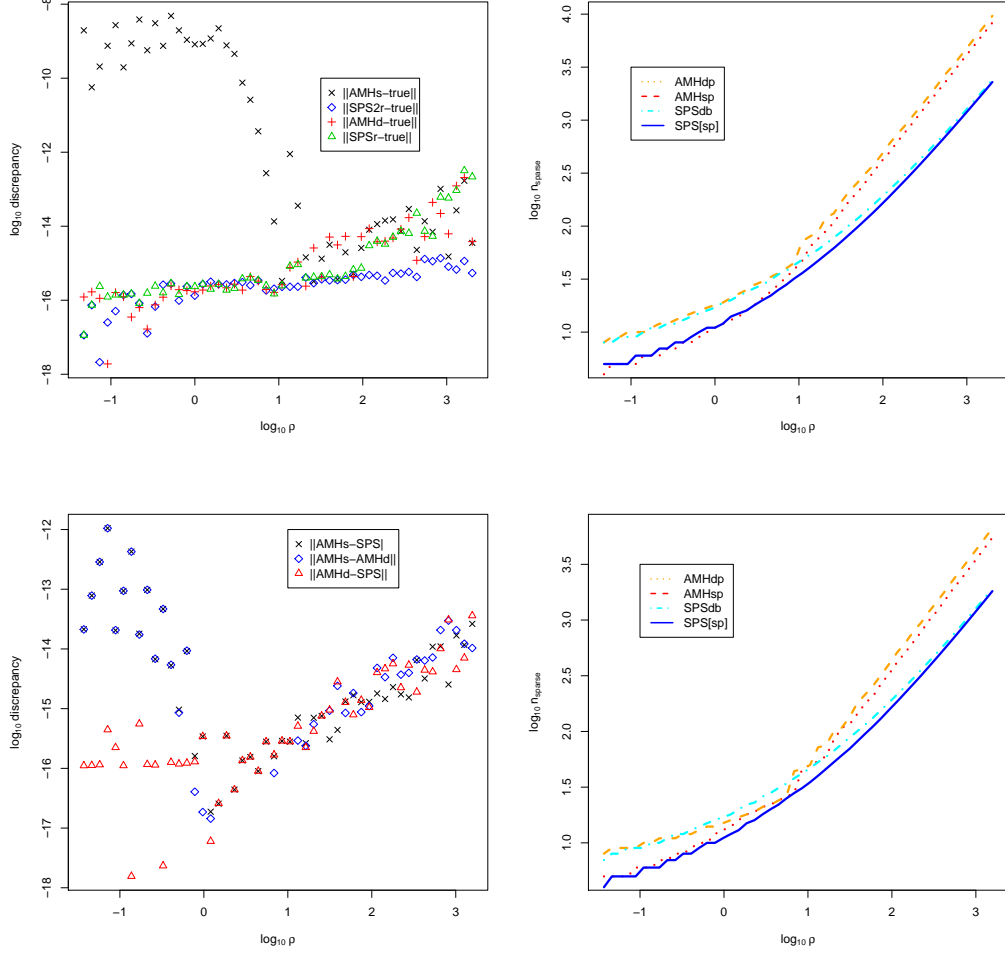 -8
-10
-12
-14
-16
-18
log10 discrepancy
-1
0
1
2
3
log10 ρ
||AMHs-true||
||SPS2r-true||
||AMHd-true||
||SPSr-true||
4.0
3.5
3.0
2.5
2.0
1.5
1.0
log10 nsparse
-1
0
1
2
3
log10 ρ
AMHdp
AMHsp
SPSdb
SPS[sp]
-12
-13
-14
-15
-16
-17
-18
log10 discrepancy
-1
0
1
2
3
log10 ρ
||AMHs-SPS|
||AMHs-AMHd||
||AMHd-SPS||
3.5
3.0
2.5
2.0
1.5
1.0
log10 nsparse
-1
0
1
2
3
log10 ρ
AMHdp
AMHsp
SPSdb
SPS[sp]